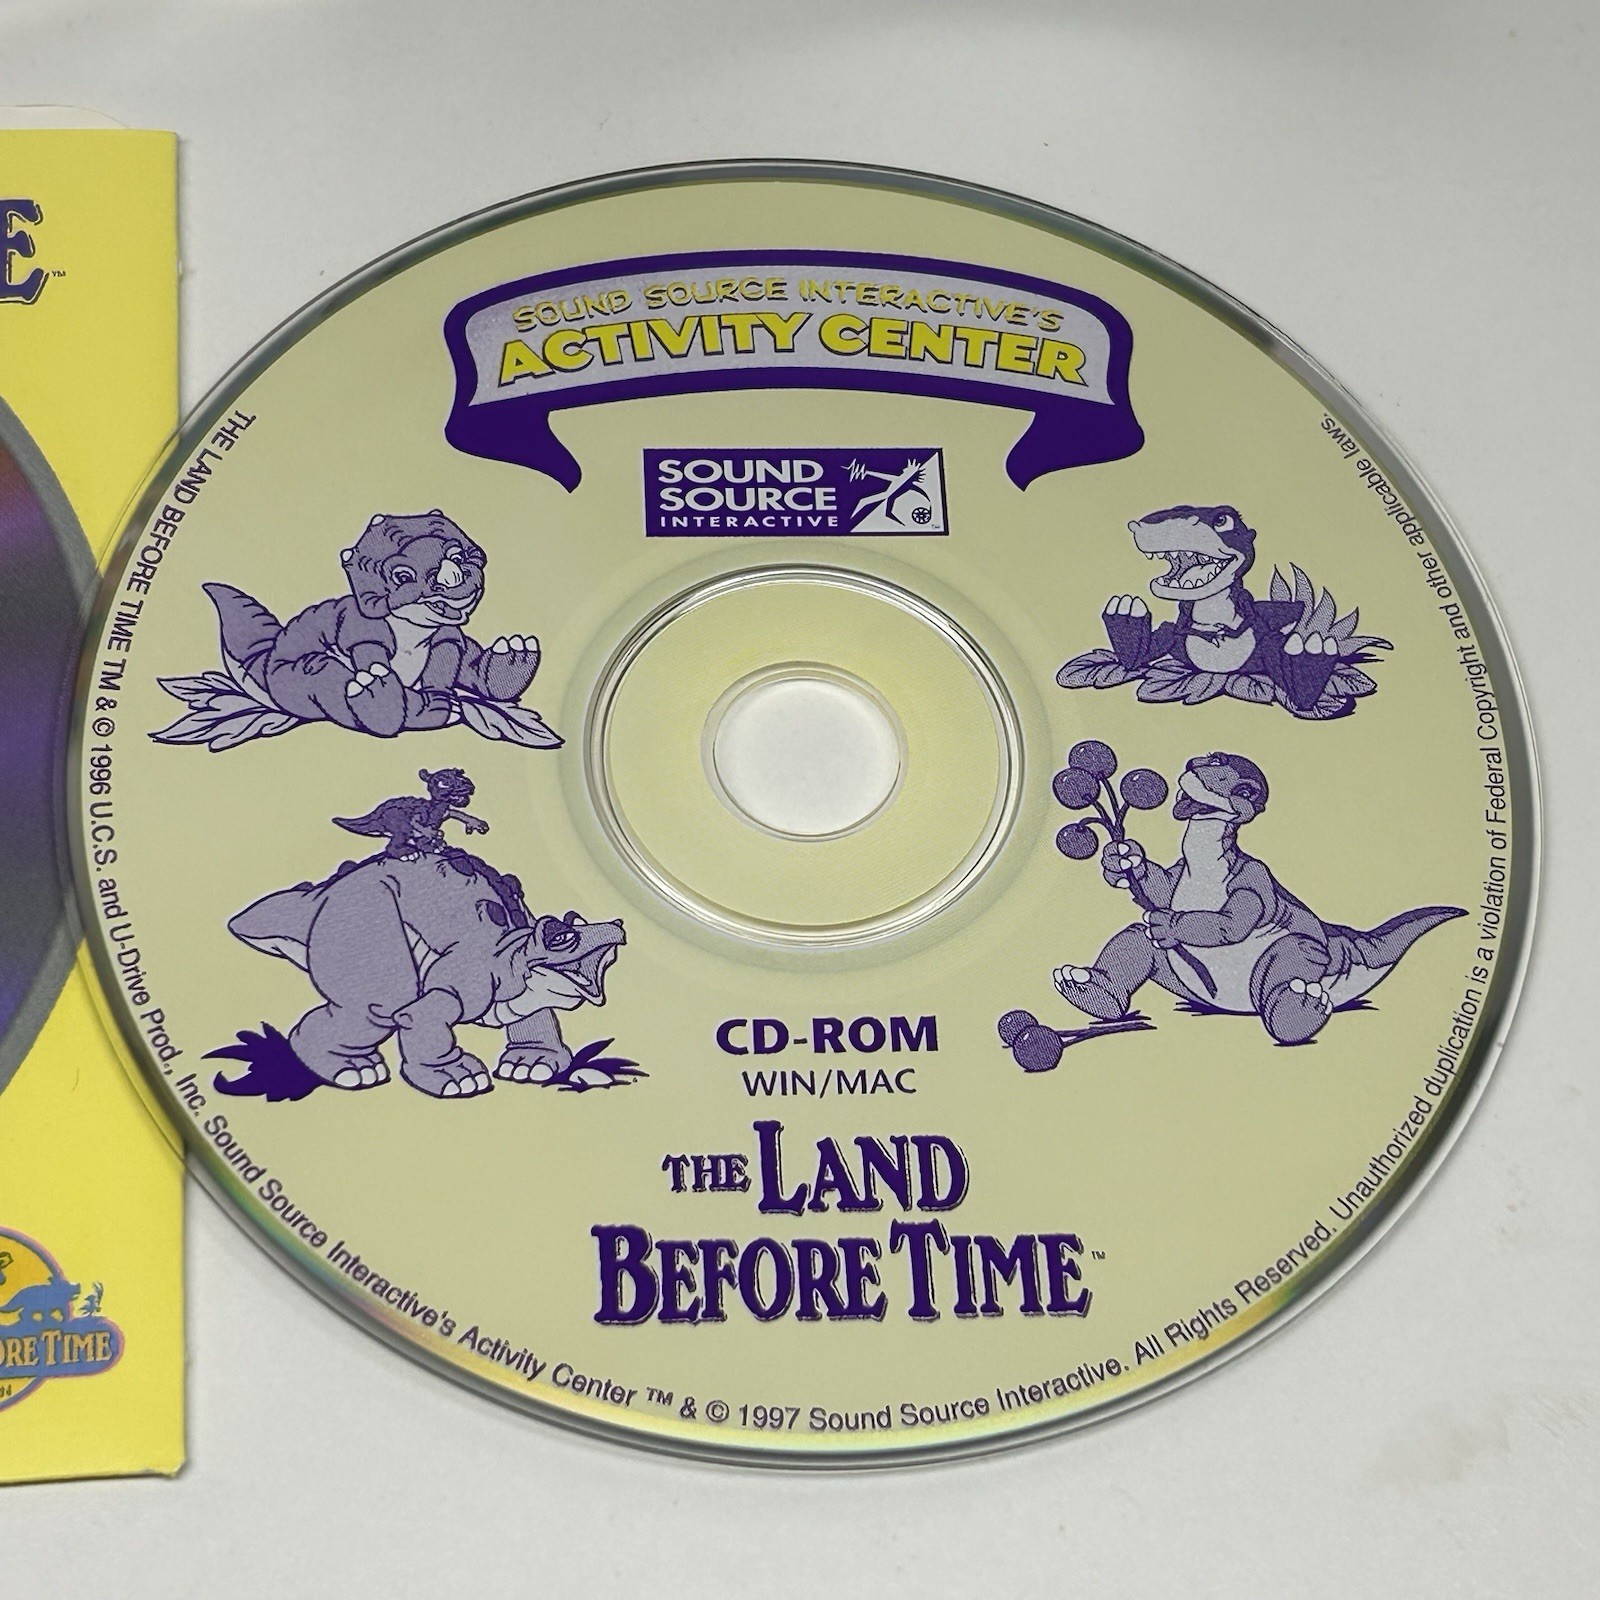 E™
SOUND SOURCE INTERACTIVE'S
ACTIVITY CENTER
SOUND
SOURCE
INTERACTIVE
CD-ROM
WIN/MAC
THE LAND
BEFORE TIME™
THE LAND BEFORE TIME TM & © 1996 U.C.S. and U-Drive Prod., Inc. Sound Source Interactive's Activity Center ™ & © 1997 Sound Source Interactive. All Rights Reserved. Unauthorized duplication is a violation of Federal Copyright and other applicable laws.
ORE TIME